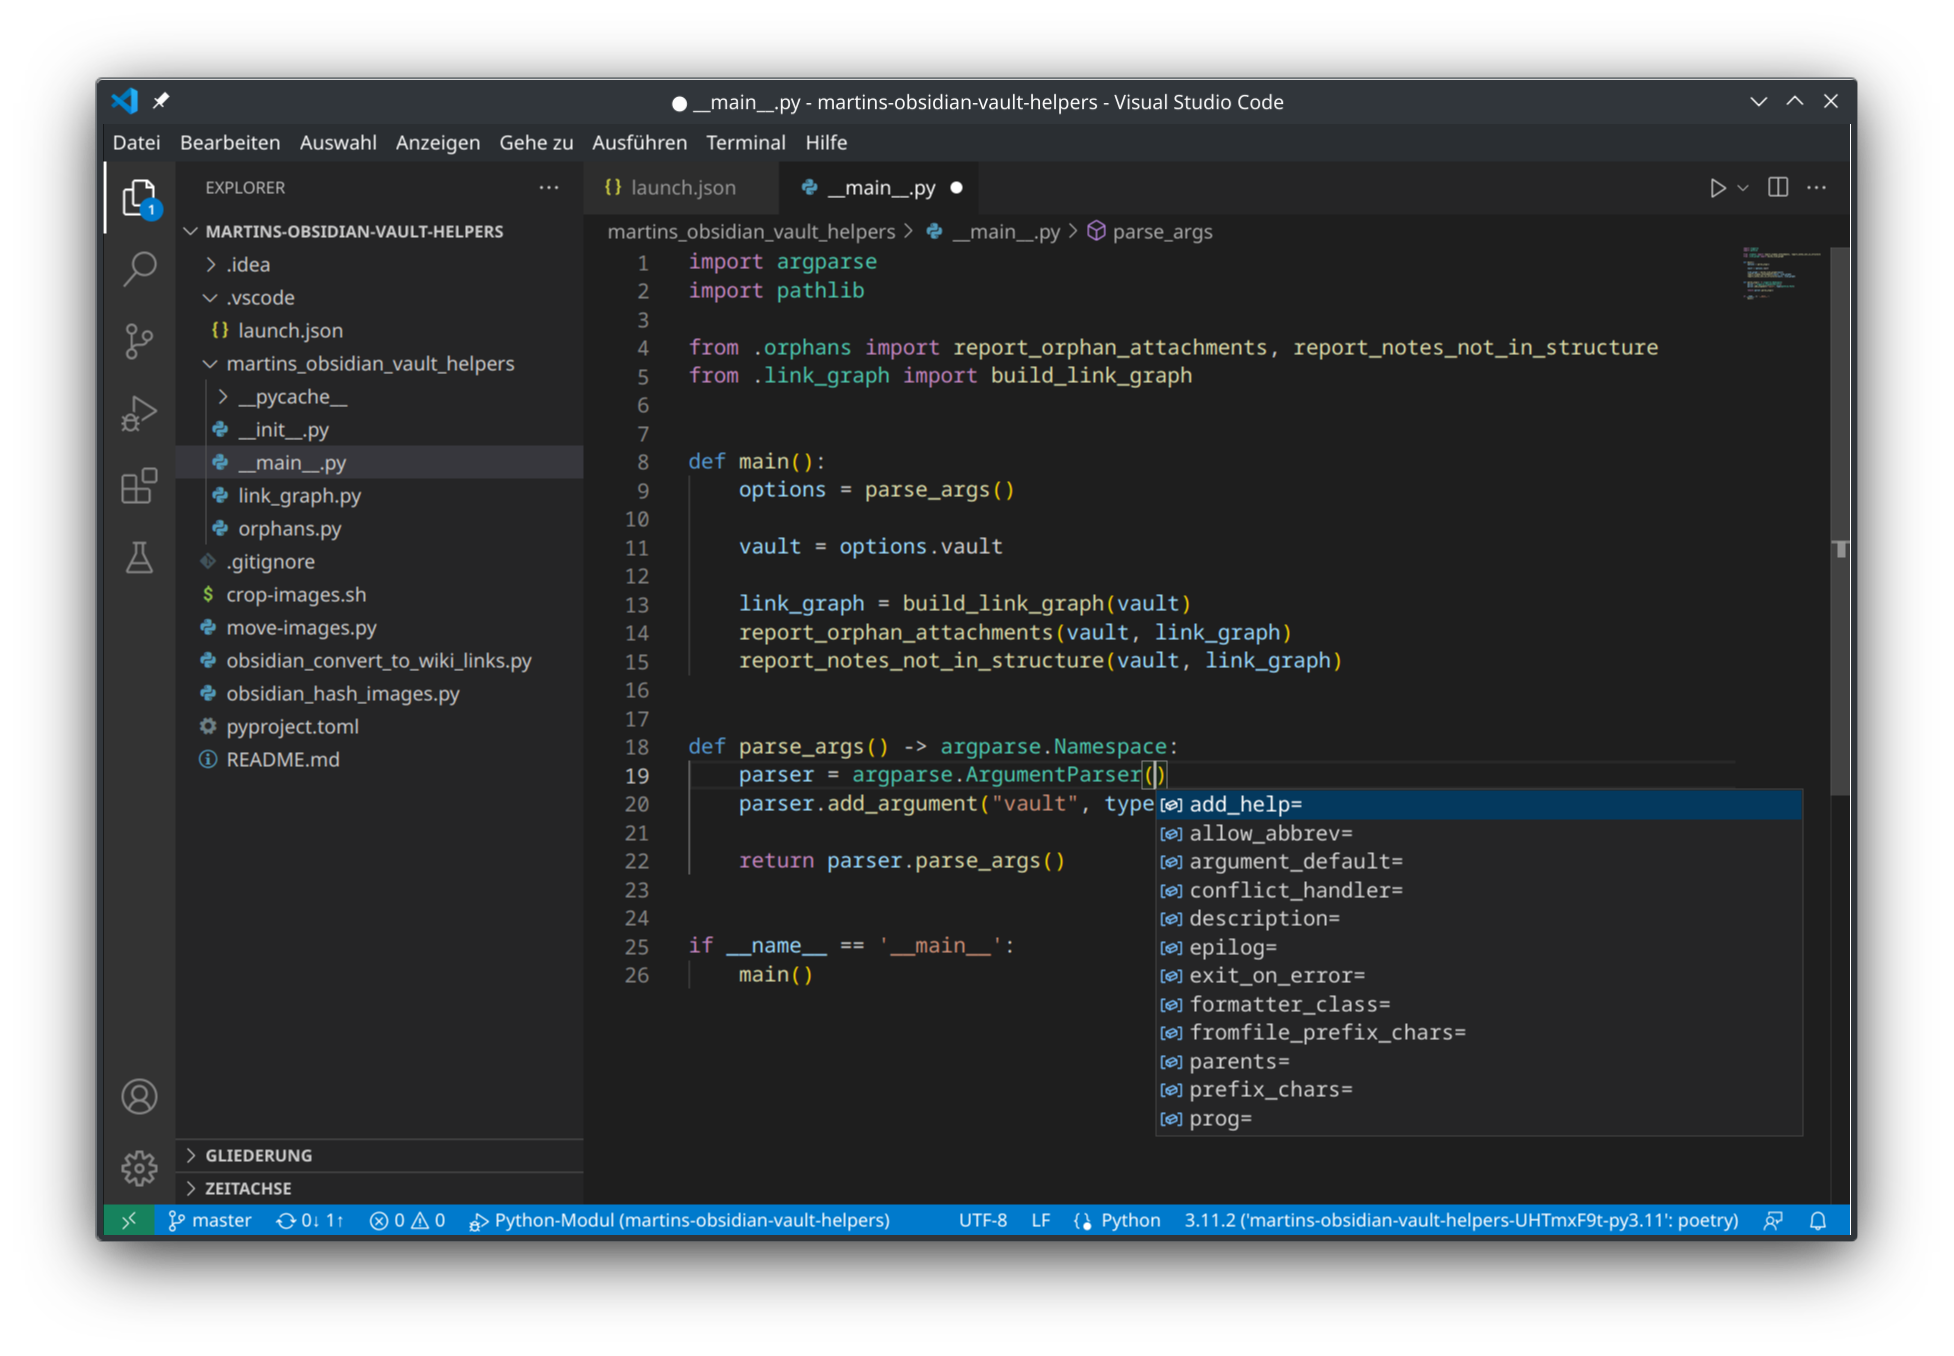 __main__.py - martins-obsidian-vault-helpers - Visual Studio Code
Datei Bearbeiten Auswahl Anzeigen Gehe zu Ausführen Terminal Hilfe
1
EXPLORER
MARTINS-OBSIDIAN-VAULT-HELPERS
.idea
.vscode
{} launch.json
martins_obsidian_vault_helpers
__pycache__
__init__.py
__main__.py
link_graph.py
orphans.py
.gitignore
$ crop-images.sh
move-images.py
obsidian_convert_to_wiki_links.py
obsidian_hash_images.py
pyproject.toml
README.md
GLIEDERUNG
ZEITACHSE
{} launch.json __main__.py
martins_obsidian_vault_helpers > __main__.py > parse_args
1 import argparse
2 import pathlib
3
4 from .orphans import report_orphan_attachments, report_notes_not_in_structure
5 from .link_graph import build_link_graph
6
7
8 def main():
9     options = parse_args()
10
11     vault = options.vault
12
13     link_graph = build_link_graph(vault)
14     report_orphan_attachments(vault, link_graph)
15     report_notes_not_in_structure(vault, link_graph)
16
17
18 def parse_args() -> argparse.Namespace:
19     parser = argparse.ArgumentParser()
20     parser.add_argument("vault", type
21
22     return parser.parse_args()
23
24
25 if __name__ == '__main__':
26     main()
add_help=
allow_abbrev=
argument_default=
conflict_handler=
description=
epilog=
exit_on_error=
formatter_class=
fromfile_prefix_chars=
parents=
prefix_chars=
prog=
master 0↓ 1↑ 0 0 Python-Modul (martins-obsidian-vault-helpers) UTF-8 LF Python 3.11.2 ('martins-obsidian-vault-helpers-UHTmxF9t-py3.11': poetry)